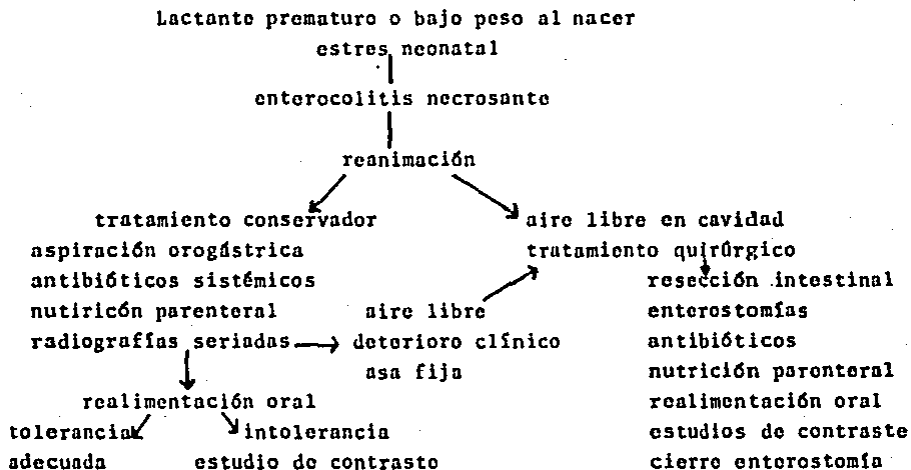 Lactante prematuro o bajo peso al nacer
estres neonatal
enterocolitis necrosante
reanimación
tratamiento conservador
aspiración orogástrica
antibióticos sistémicos
nutiricón parenteral
radiografías seriadas
aire libre
deterioro clínico
asa fija
realimentación oral
tolerancia
adecuada
intolerancia
estudio de contraste
aire libre en cavidad
tratamiento quirúrgico
resección intestinal
enterostomías
antibióticos
nutrición parenteral
realimentación oral
estudios de contraste
cierre enterostomía